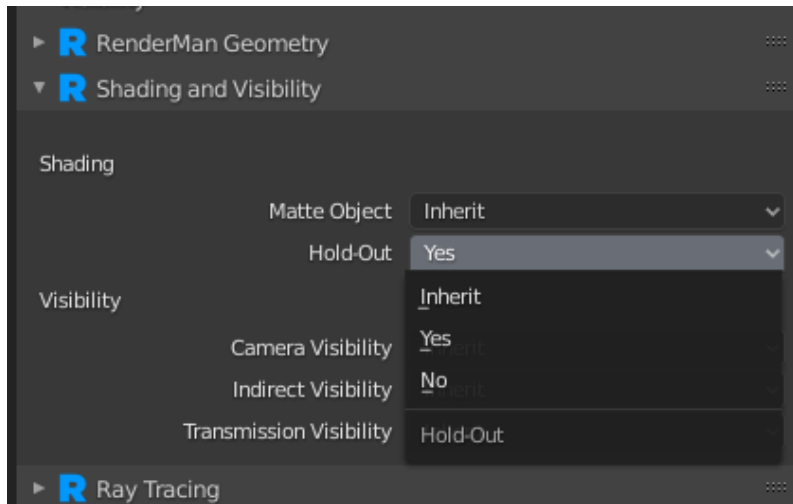 RenderMan Geometry
Shading and Visibility
Shading
Matte Object Inherit
Hold-Out Yes
Visibility
Inherit
Camera Visibility Yes
Indirect Visibility No
Transmission Visibility Hold-Out
Ray Tracing